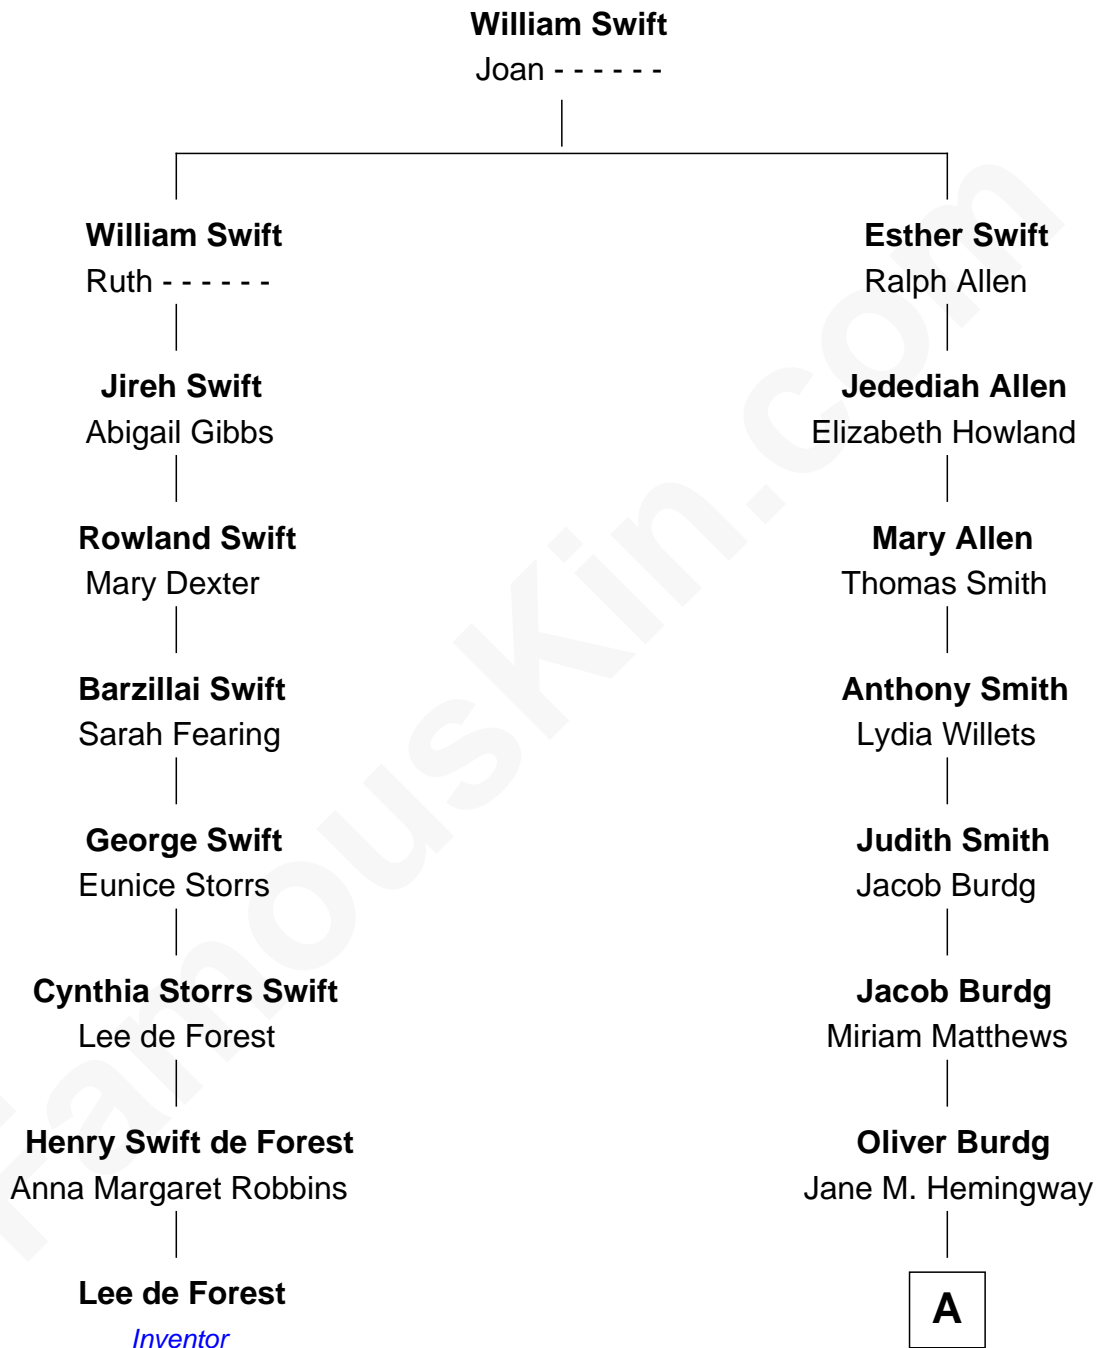 William Swift
Joan - - - - - -
William Swift
Ruth - - - - - -
Esther Swift
Ralph Allen
Jireh Swift
Abigail Gibbs
Jedediah Allen
Elizabeth Howland
Rowland Swift
Mary Dexter
Mary Allen
Thomas Smith
Barzillai Swift
Sarah Fearing
Anthony Smith
Lydia Willets
George Swift
Eunice Storrs
Judith Smith
Jacob Burdg
Cynthia Storrs Swift
Lee de Forest
Jacob Burdg
Miriam Matthews
Henry Swift de Forest
Anna Margaret Robbins
Oliver Burdg
Jane M. Hemingway
Lee de Forest
Inventor
A
FamousKin.com